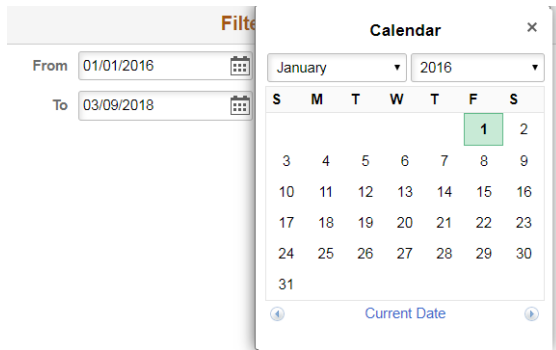 Filte
From 01/01/2016
To 03/09/2018
Calendar ×
January 2016
S M T W T F S
1 2
3 4 5 6 7 8 9
10 11 12 13 14 15 16
17 18 19 20 21 22 23
24 25 26 27 28 29 30
31
Current Date